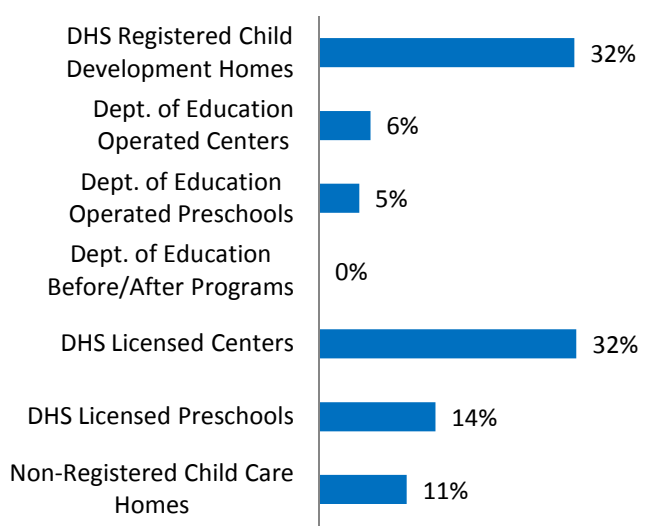 DHS Registered Child
Development Homes
32%
Dept. of Education
Operated Centers
6%
Dept. of Education
Operated Preschools
5%
Dept. of Education
Before/After Programs
0%
DHS Licensed Centers
32%
DHS Licensed Preschools
14%
Non-Registered Child Care
Homes
11%